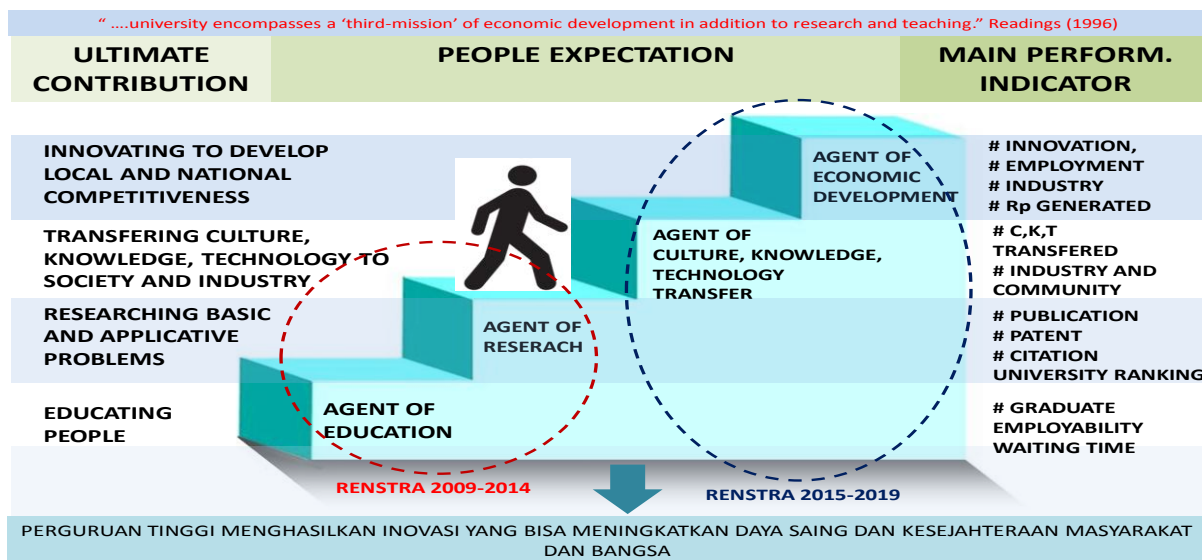 “ ....university encompasses a ‘third-mission’ of economic development in addition to research and teaching.” Readings (1996)
ULTIMATE
CONTRIBUTION
PEOPLE EXPECTATION
MAIN PERFORM.
INDICATOR
INNOVATING TO DEVELOP
LOCAL AND NATIONAL
COMPETITIVENESS
AGENT OF
ECONOMIC
DEVELOPMENT
# INNOVATION,
# EMPLOYMENT
# INDUSTRY
# Rp GENERATED
TRANSFERING CULTURE,
KNOWLEDGE, TECHNOLOGY TO
SOCIETY AND INDUSTRY
AGENT OF
CULTURE, KNOWLEDGE,
TECHNOLOGY
TRANSFER
# C,K,T
TRANSFERED
# INDUSTRY AND
COMMUNITY
RESEARCHING BASIC
AND APPLICATIVE
PROBLEMS
AGENT OF
RESERACH
# PUBLICATION
# PATENT
# CITATION
UNIVERSITY RANKING
EDUCATING
PEOPLE
AGENT OF
EDUCATION
# GRADUATE
EMPLOYABILITY
WAITING TIME
RENSTRA 2009-2014
RENSTRA 2015-2019
PERGURUAN TINGGI MENGHASILKAN INOVASI YANG BISA MENINGKATKAN DAYA SAING DAN KESEJAHTERAAN MASYARAKAT
DAN BANGSA